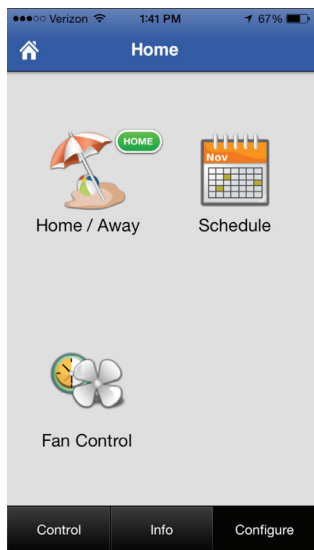 Verizon 1:41 PM 67%
Home
HOME
Nov
Home / Away Schedule
Fan Control
Control Info Configure